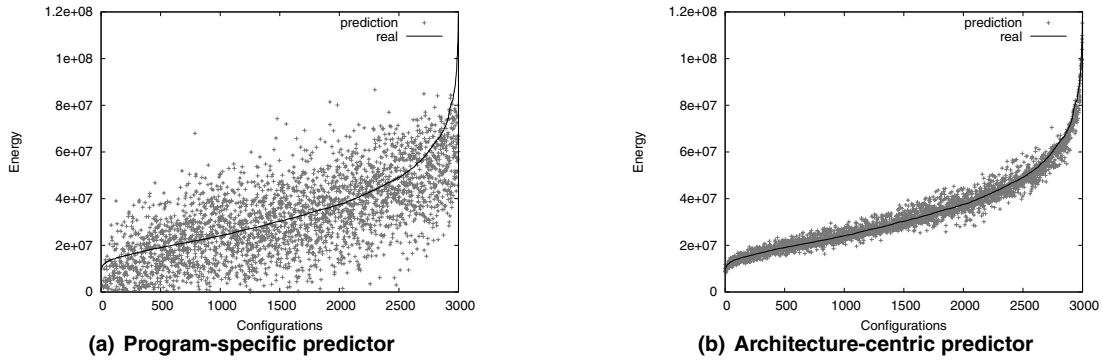 1.2e+08
prediction
real
1e+08
8e+07
6e+07
4e+07
2e+07
0
Energy
0 500 1000 1500 2000 2500 3000
Configurations
(a) Program-specific predictor
1.2e+08
prediction
real
1e+08
8e+07
6e+07
4e+07
2e+07
0
Energy
0 500 1000 1500 2000 2500 3000
Configurations
(b) Architecture-centric predictor